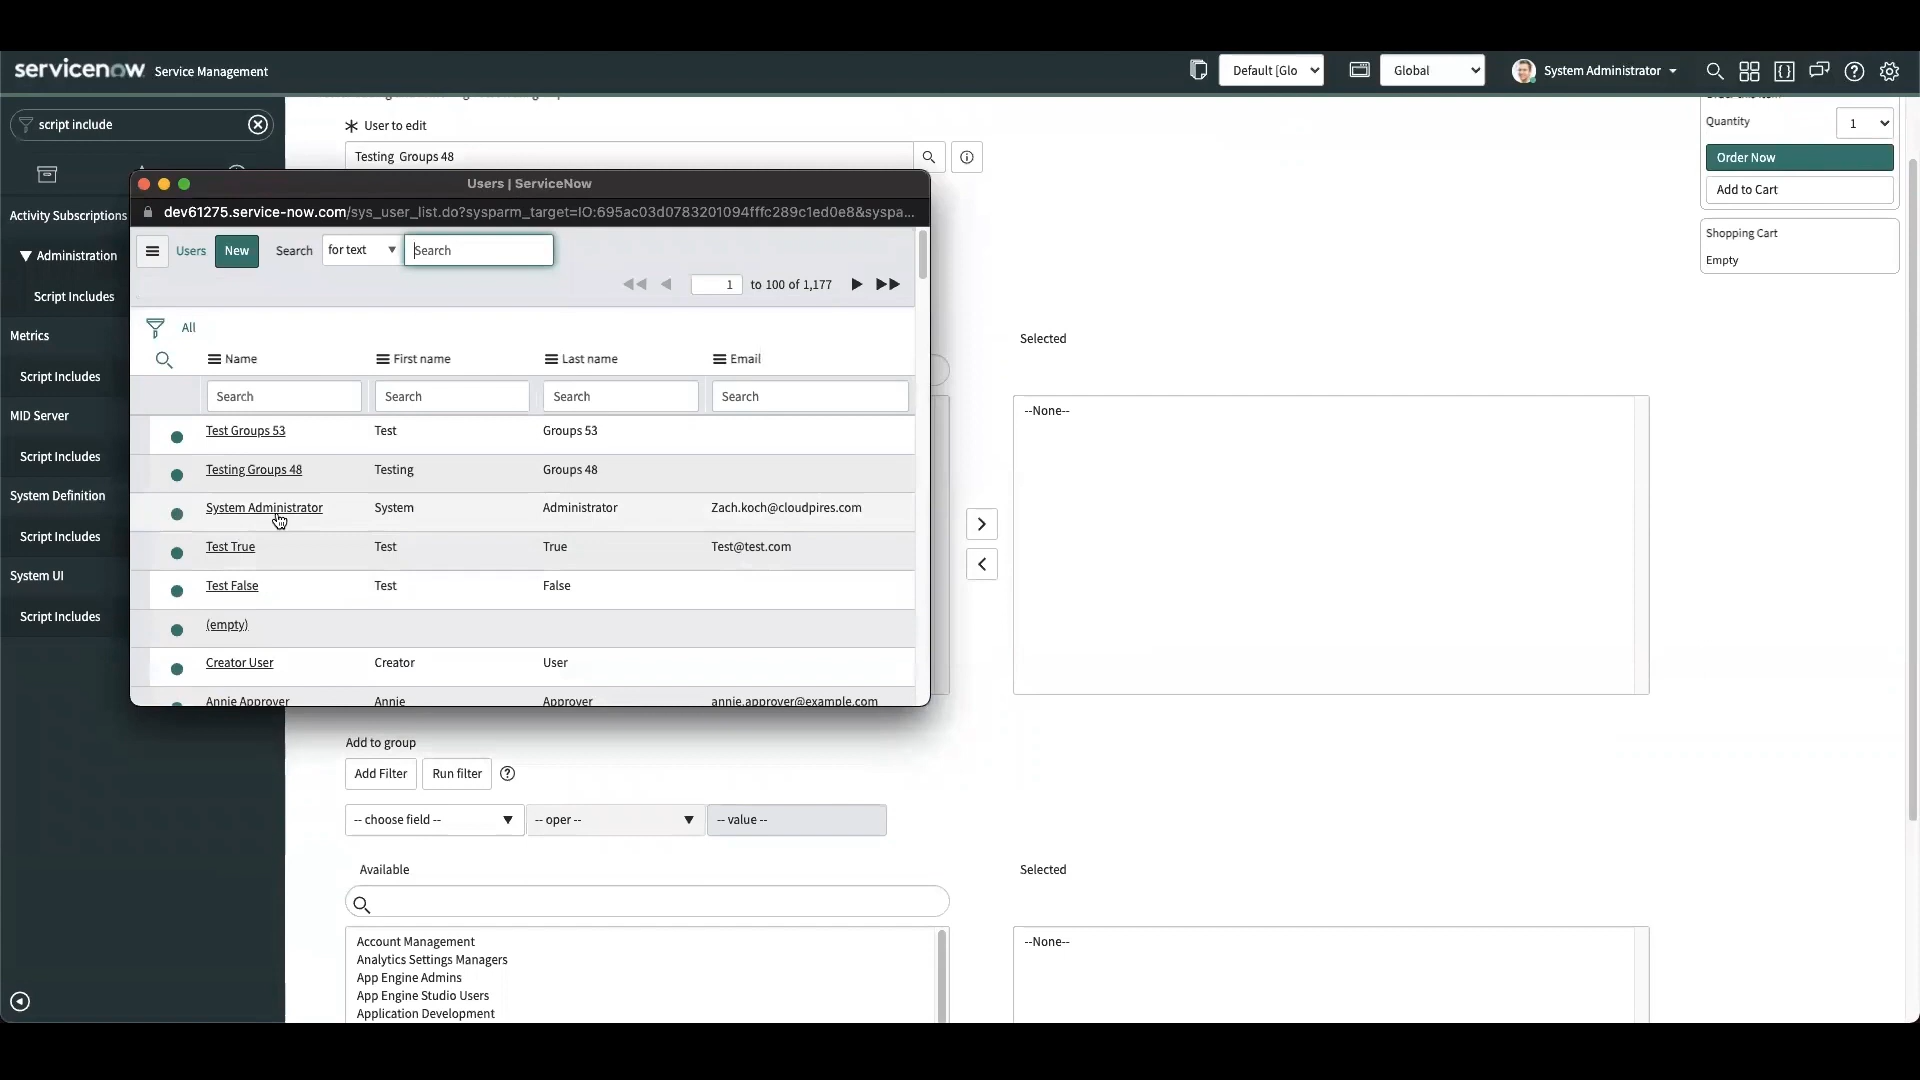 servicenow Service Management
Default [Glo
Global
System Administrator
script include
User to edit
Testing Groups 48
Quantity
1
Order Now
Add to Cart
Shopping Cart
Empty
Activity Subscriptions
Administration
Script Includes
Metrics
Script Includes
MID Server
Script Includes
System Definition
Script Includes
System UI
Script Includes
Users | ServiceNow
dev61275.service-now.com/sys_user_list.do?sysparm_target=IO:695ac03d0783201094fffc289c1ed0e8&syspa...
Users New Search for text Search
1 to 100 of 1,177
All
Name First name Last name Email
Search Search Search Search
Test Groups 53 Test Groups 53
Testing Groups 48 Testing Groups 48
System Administrator System Administrator Zach.koch@cloudpires.com
Test True Test True Test@test.com
Test False Test False
(empty)
Creator User Creator User
Annie Approver Annie Approver annie.approver@example.com
Selected
--None--
Add to group
Add Filter Run filter
-- choose field -- -- oper -- -- value --
Available
Selected
Account Management
Analytics Settings Managers
App Engine Admins
App Engine Studio Users
Application Development
--None--